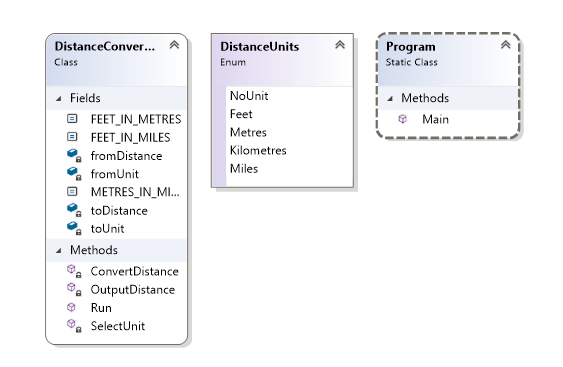 DistanceConver...
Class
Fields
FEET_IN_METRES
FEET_IN_MILES
fromDistance
fromUnit
METRES_IN_MI...
toDistance
toUnit
Methods
ConvertDistance
OutputDistance
Run
SelectUnit
DistanceUnits
Enum
NoUnit
Feet
Metres
Kilometres
Miles
Program
Static Class
Methods
Main